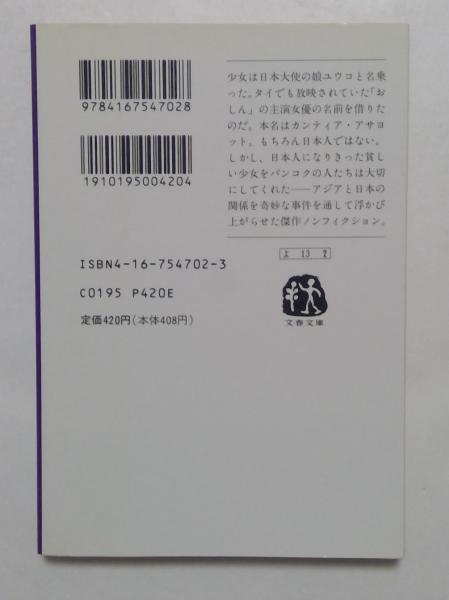 9784167547028
1910195004204
ISBN4-16-754702-3
C0195 P420E
定価420円(本体408円)
少女は日本大使の娘ユウコと名乗
った。タイでも放映されていた「お
しん」の主演女優の名前を借りた
のだ。本名はカンティア・アサヨ
ット。もちろん日本人ではない。
しかし、日本人になりきった貧し
い少女をバンコクの人たちは大切
にしてくれた──アジアと日本の
関係を奇妙な事件を通して浮かび
上がらせた傑作ノンフィクション。
よ 13 2
文春文庫